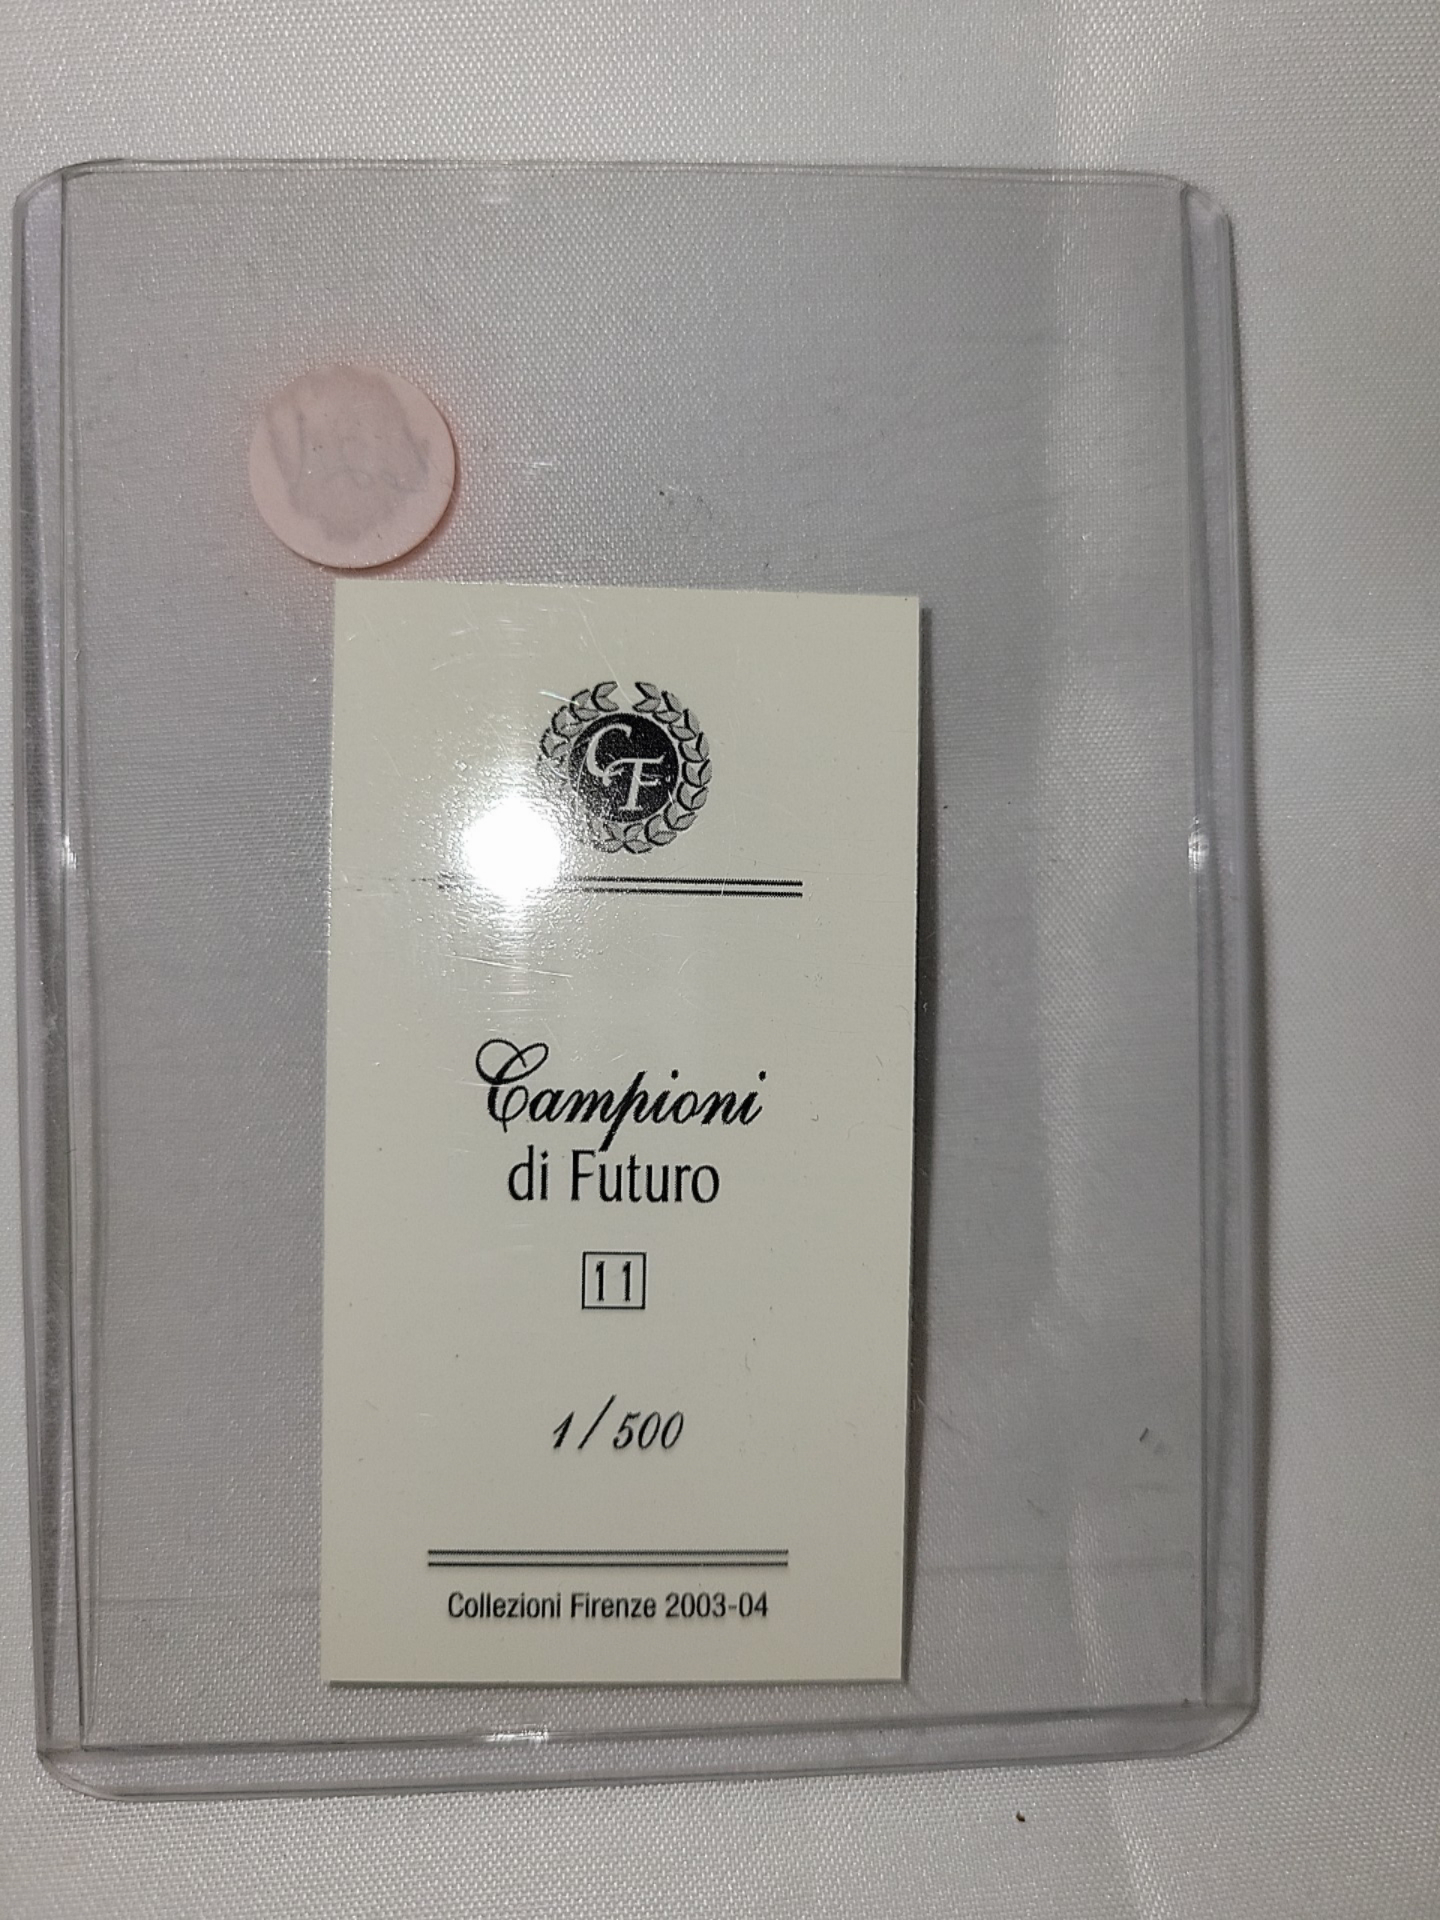 CF
Campioni
di Futuro
11
1/500
Collezioni Firenze 2003-04